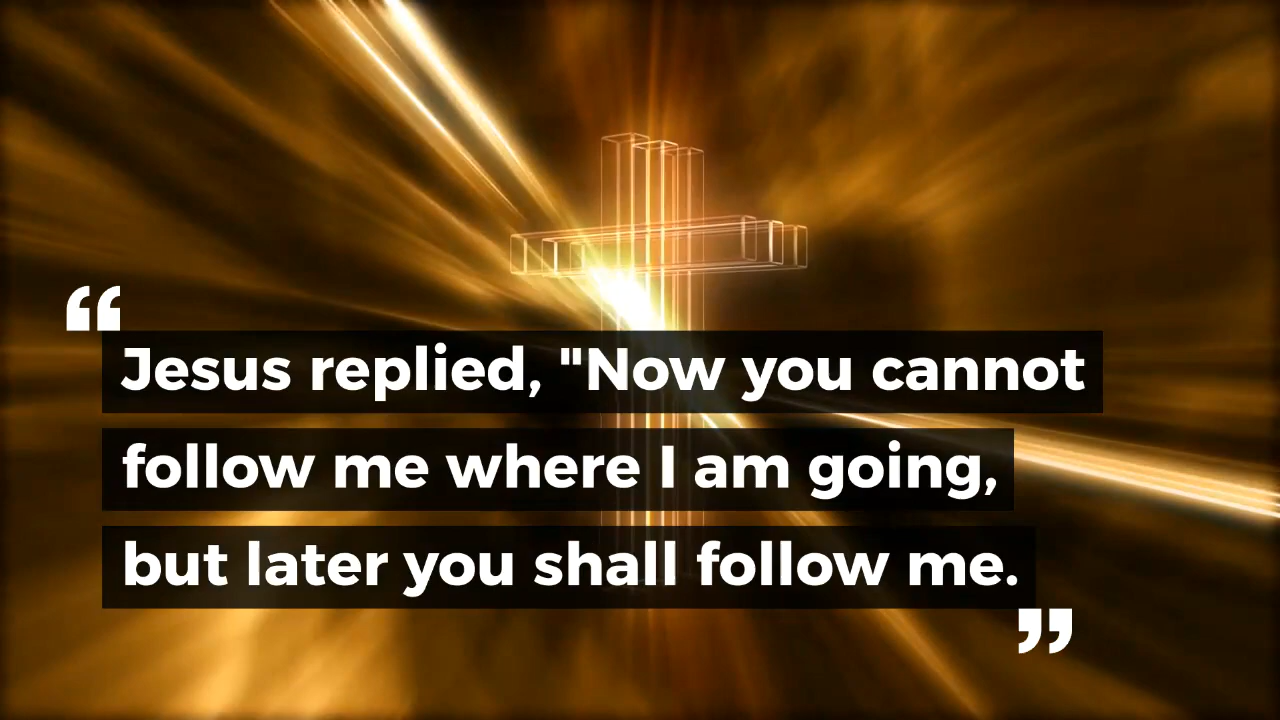 “
Jesus replied, "Now you cannot
follow me where I am going,
but later you shall follow me.
”